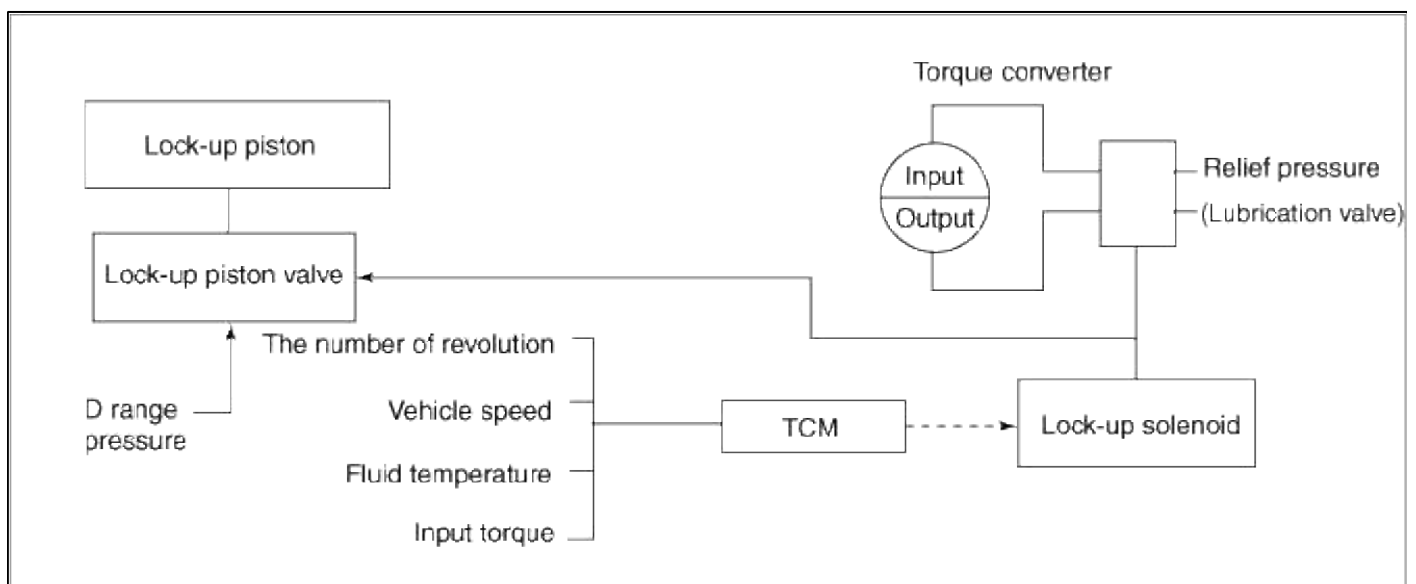 Torque converter
Lock-up piston
Input
Output
Relief pressure
(Lubrication valve)
Lock-up piston valve
The number of revolution
D range
pressure
Vehicle speed
TCM
Lock-up solenoid
Fluid temperature
Input torque